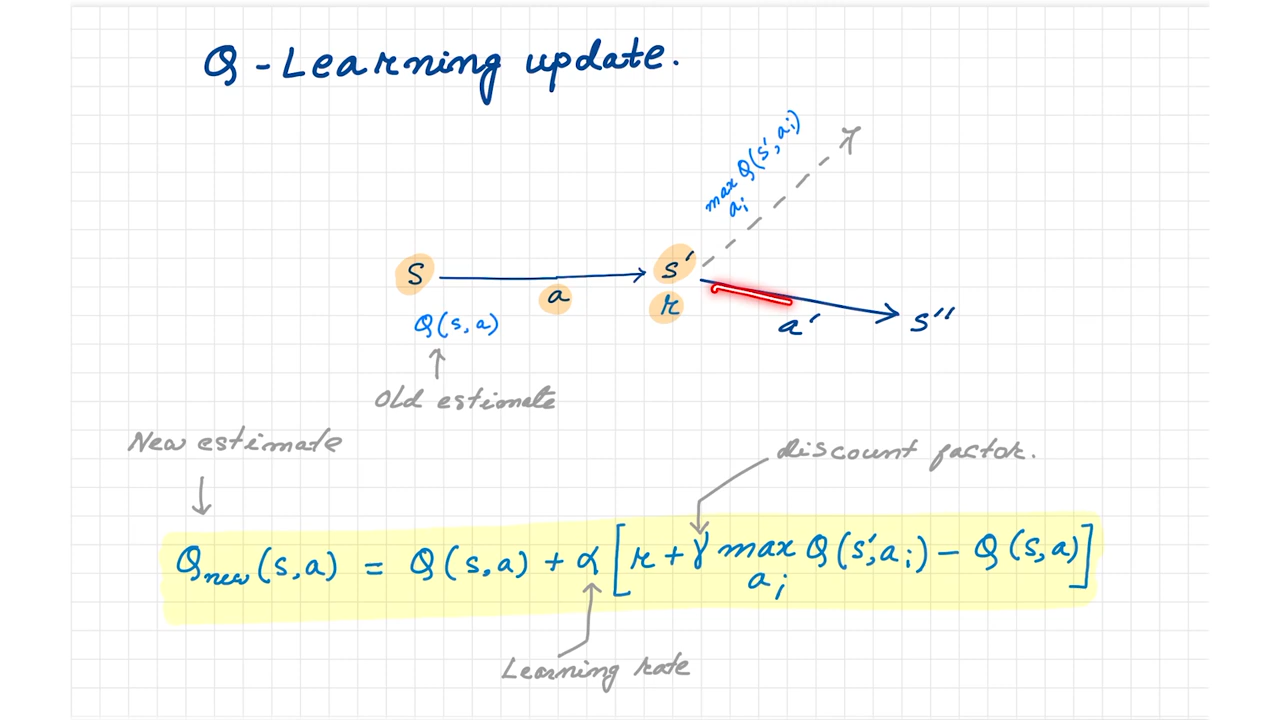 Q-Learning update.
max Q(s′, ai)
ai
S
s′
a
r
Q(s,a)
a′
s′′
Old estimate
New estimate
discount factor.
Qnew(s,a) = Q(s,a) + α [r + γ max Q(s′,ai) − Q(s,a)]
ai
Learning rate